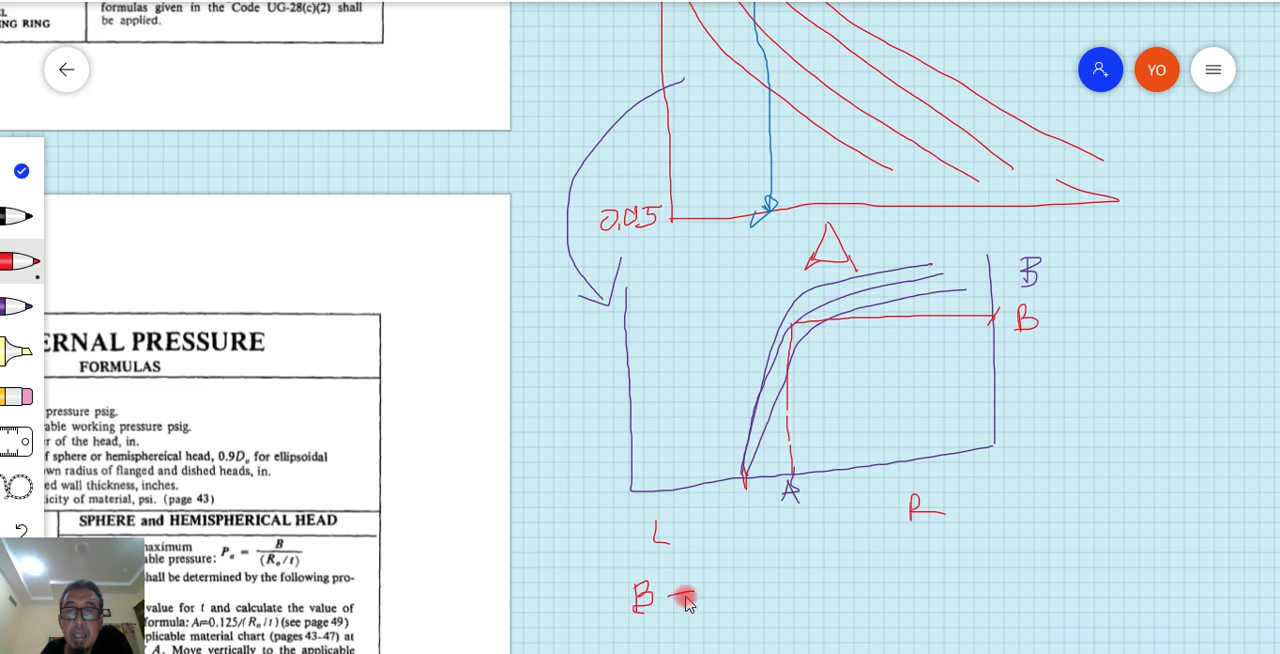 L
NG RING
formulas given in the Code UG-28(c)(2) shall
be applied.
YO
0,05
A
B
B
A
L
R
B =
ERNAL PRESSURE
FORMULAS
pressure psig.
able working pressure psig.
r of the head, in.
f sphere or hemisphereical head, 0.9Do for ellipsoidal
wn radius of flanged and dished heads, in.
ed wall thickness, inches.
icity of material, psi. (page 43)
SPHERE and HEMISPHERICAL HEAD
naximum
able pressure: Pa = B / (Ro/t)
hall be determined by the following pro-
value for t and calculate the value of
formula: A=0.125/(Ro/t) (see page 49)
plicable material chart (pages 43-47) at
A. Move vertically to the applicable